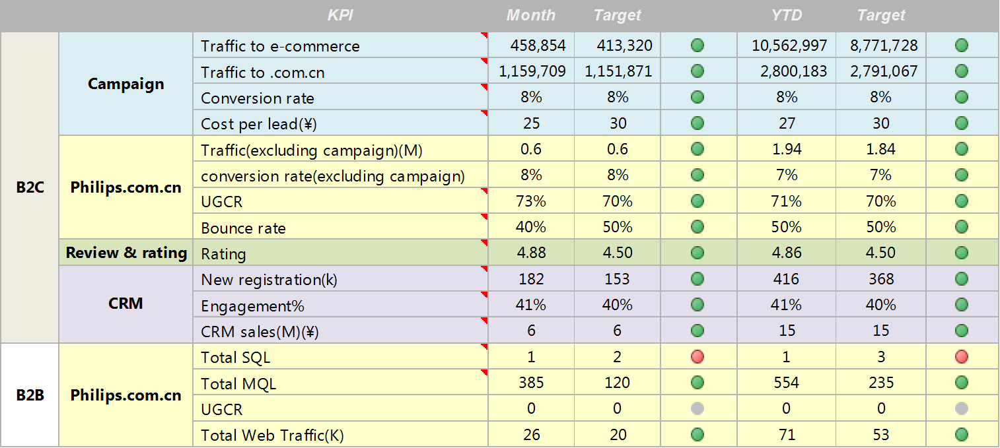 KPI Month Target YTD Target
B2C
Campaign
Traffic to e-commerce 458,854 413,320 10,562,997 8,771,728
Traffic to .com.cn 1,159,709 1,151,871 2,800,183 2,791,067
Conversion rate 8% 8% 8% 8%
Cost per lead(¥) 25 30 27 30
Philips.com.cn
Traffic(excluding campaign)(M) 0.6 0.6 1.94 1.84
conversion rate(excluding campaign) 8% 8% 7% 7%
UGCR 73% 70% 71% 70%
Bounce rate 40% 50% 50% 50%
Review & rating
Rating 4.88 4.50 4.86 4.50
CRM
New registration(k) 182 153 416 368
Engagement% 41% 40% 41% 40%
CRM sales(M)(¥) 6 6 15 15
B2B
Philips.com.cn
Total SQL 1 2 1 3
Total MQL 385 120 554 235
UGCR 0 0 0 0
Total Web Traffic(K) 26 20 71 53